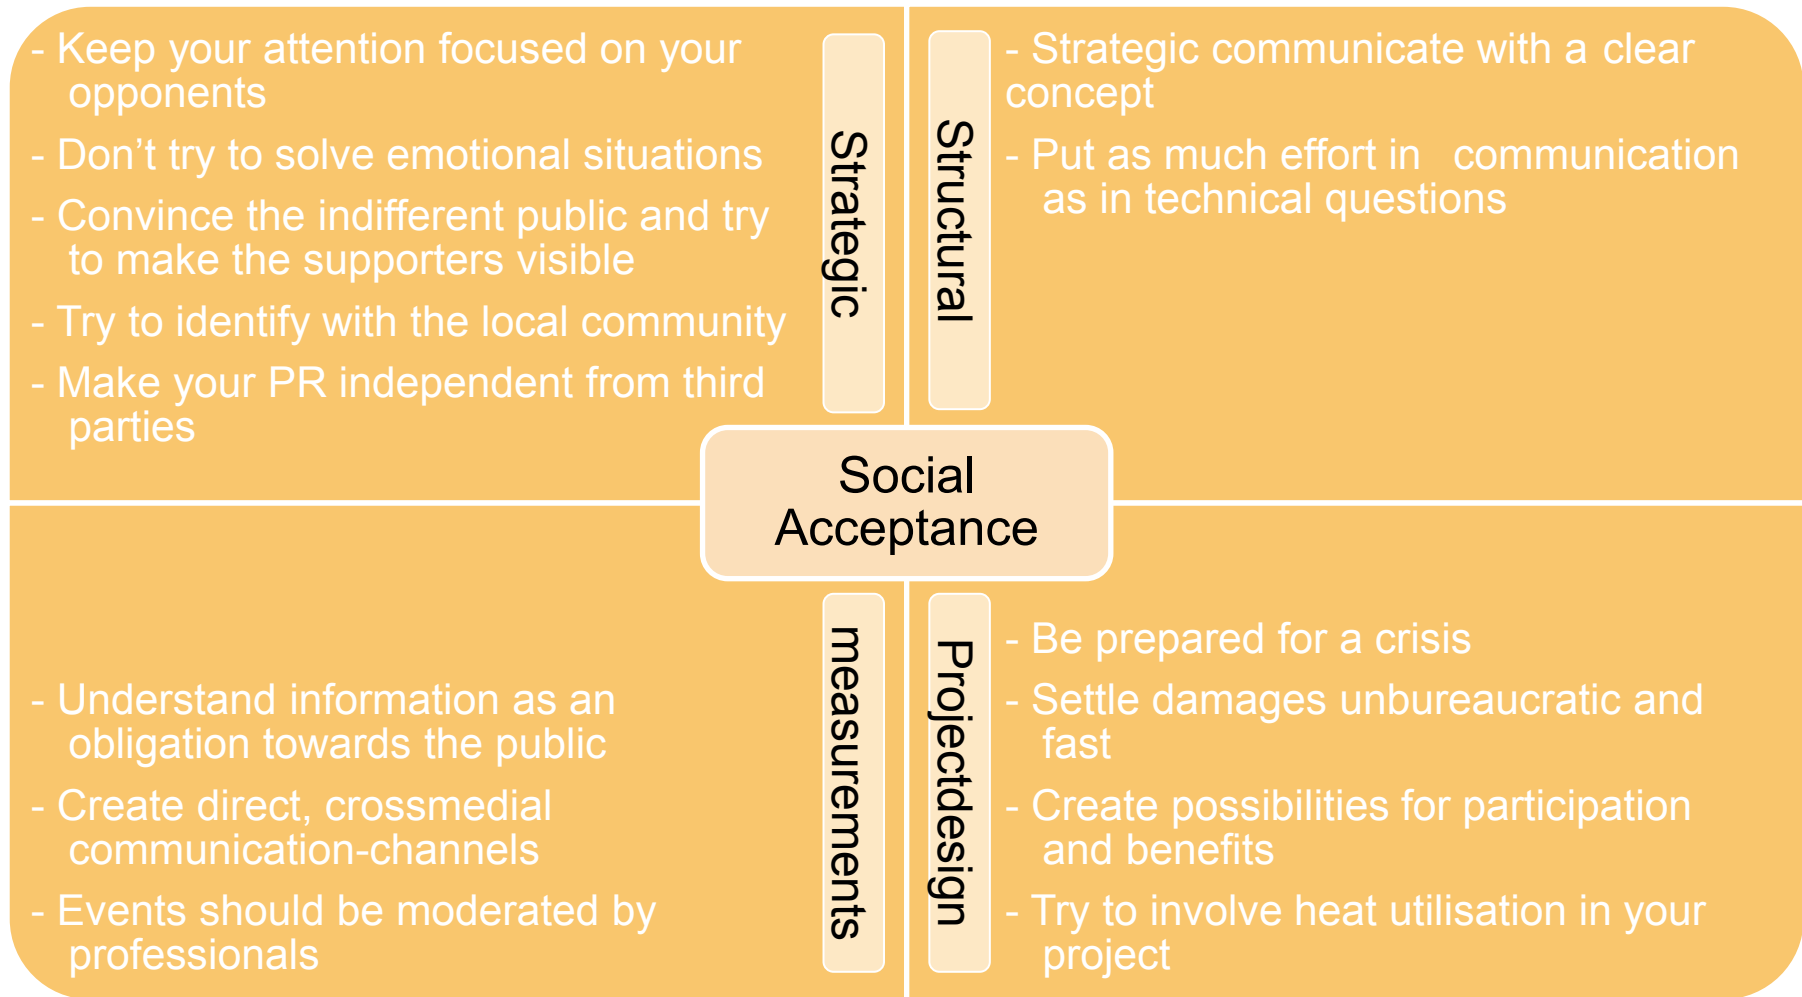 - Keep your attention focused on your
opponents
- Don’t try to solve emotional situations
- Convince the indifferent public and try
to make the supporters visible
- Try to identify with the local community
- Make your PR independent from third
parties
Strategic
Structural
- Strategic communicate with a clear
concept
- Put as much effort in communication
as in technical questions
Social
Acceptance
- Understand information as an
obligation towards the public
- Create direct, crossmedial
communication-channels
- Events should be moderated by
professionals
measurements
Projectdesign
- Be prepared for a crisis
- Settle damages unbureaucratic and
fast
- Create possibilities for participation
and benefits
- Try to involve heat utilisation in your
project